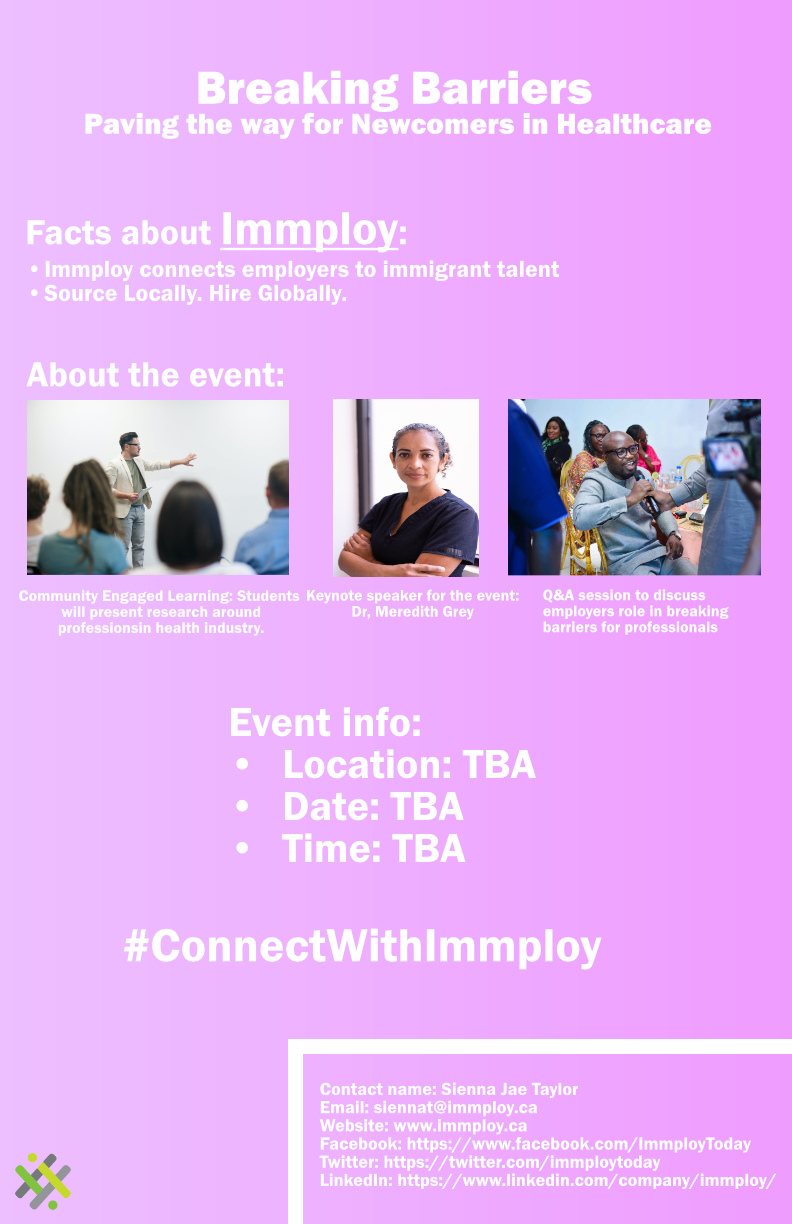 Breaking Barriers
Paving the way for Newcomers in Healthcare
Facts about Immploy:
• Immploy connects employers to immigrant talent
• Source Locally. Hire Globally.
About the event:
Community Engaged Learning: Students
will present research around
professionsin health industry.
Keynote speaker for the event:
Dr, Meredith Grey
Q&A session to discuss
employers role in breaking
barriers for professionals
Event info:
• Location: TBA
• Date: TBA
• Time: TBA
#ConnectWithImmploy
Contact name: Sienna Jae Taylor
Email: siennat@immploy.ca
Website: www.immploy.ca
Facebook: https://www.facebook.com/ImmployToday
Twitter: https://twitter.com/immploytoday
LinkedIn: https://www.linkedin.com/company/immploy/